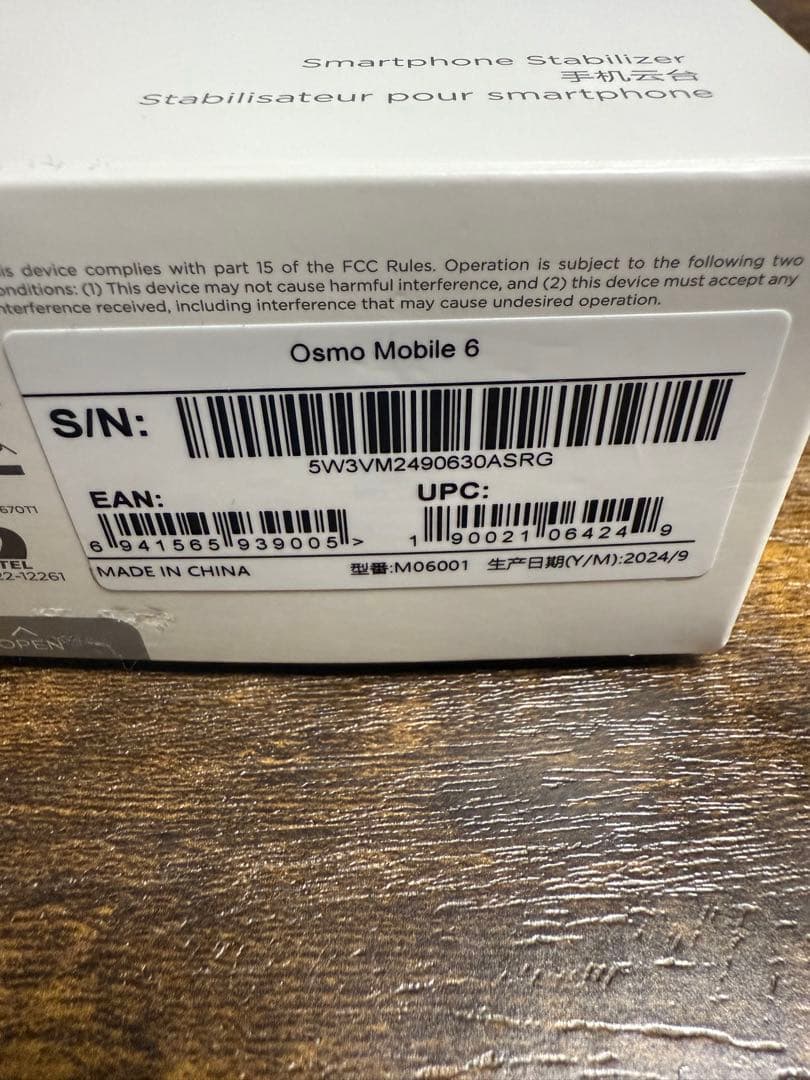 Smartphone Stabilizer
手机云台
Stabilisateur pour smartphone
is device complies with part 15 of the FCC Rules. Operation is subject to the following two
onditions: (1) This device may not cause harmful interference, and (2) this device must accept any
nterference received, including interference that may cause undesired operation.
Osmo Mobile 6
S/N:
5W3VM2490630ASRG
EAN: UPC:
6 941565 939005 > 1 90021 06424 9
MADE IN CHINA 型番:M06001 生产日期(Y/M):2024/9
670T1
TEL
22-12261
OPEN